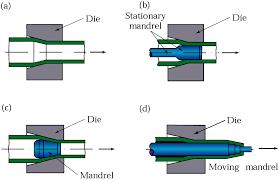 (a)
Die
(b)
Stationary
mandrel
Die
(c)
Die
Mandrel
(d)
Die
Moving mandrel